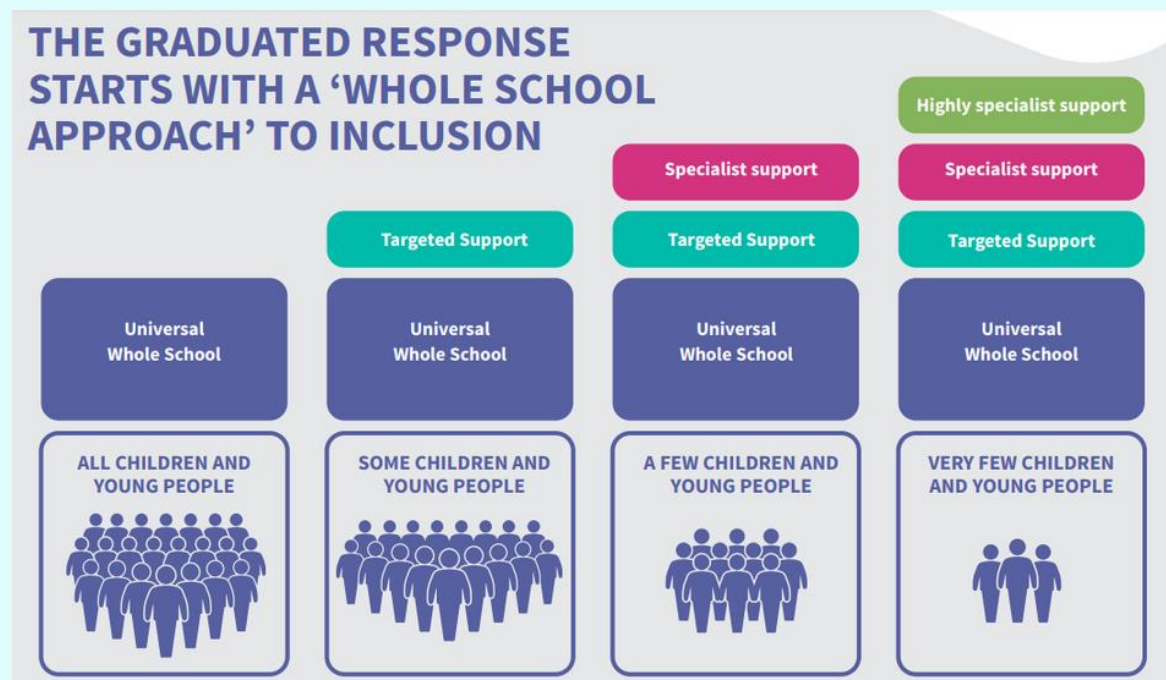 THE GRADUATED RESPONSE
STARTS WITH A ‘WHOLE SCHOOL
APPROACH’ TO INCLUSION
Highly specialist support
Specialist support
Specialist support
Targeted Support
Targeted Support
Targeted Support
Universal
Whole School
Universal
Whole School
Universal
Whole School
Universal
Whole School
ALL CHILDREN AND
YOUNG PEOPLE
SOME CHILDREN AND
YOUNG PEOPLE
A FEW CHILDREN AND
YOUNG PEOPLE
VERY FEW CHILDREN
AND YOUNG PEOPLE